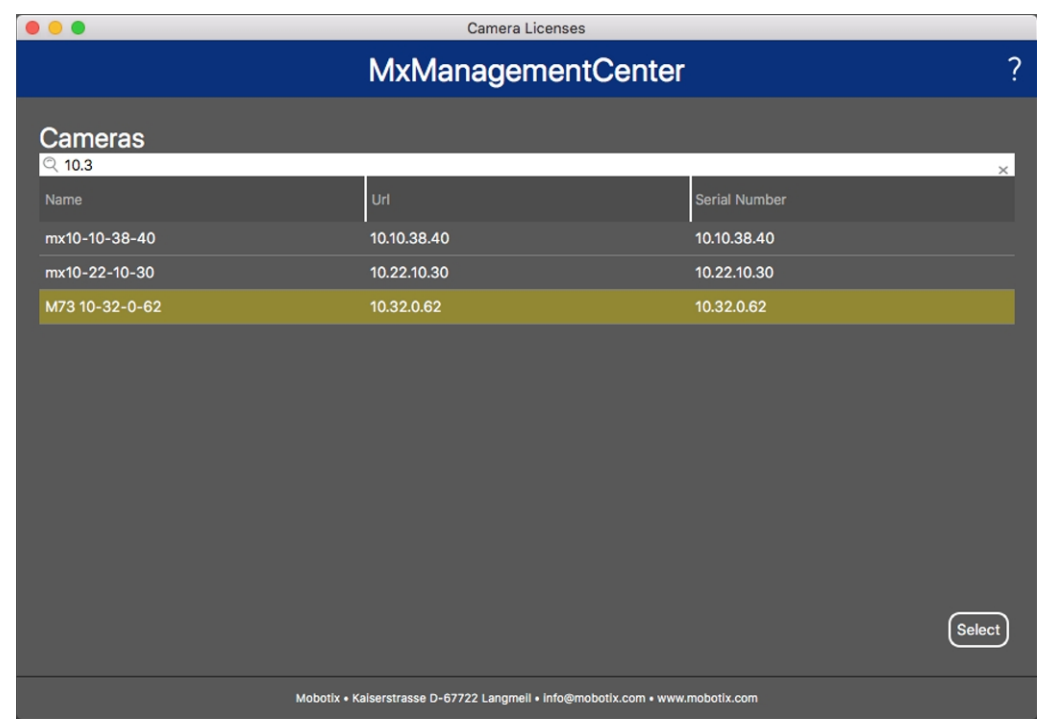 Camera Licenses
MxManagementCenter ?
Cameras
10.3 ×
Name Url Serial Number
mx10-10-38-40 10.10.38.40 10.10.38.40
mx10-22-10-30 10.22.10.30 10.22.10.30
M73 10-32-0-62 10.32.0.62 10.32.0.62
Select
Mobotix • Kaiserstrasse D-67722 Langmeil • info@mobotix.com • www.mobotix.com